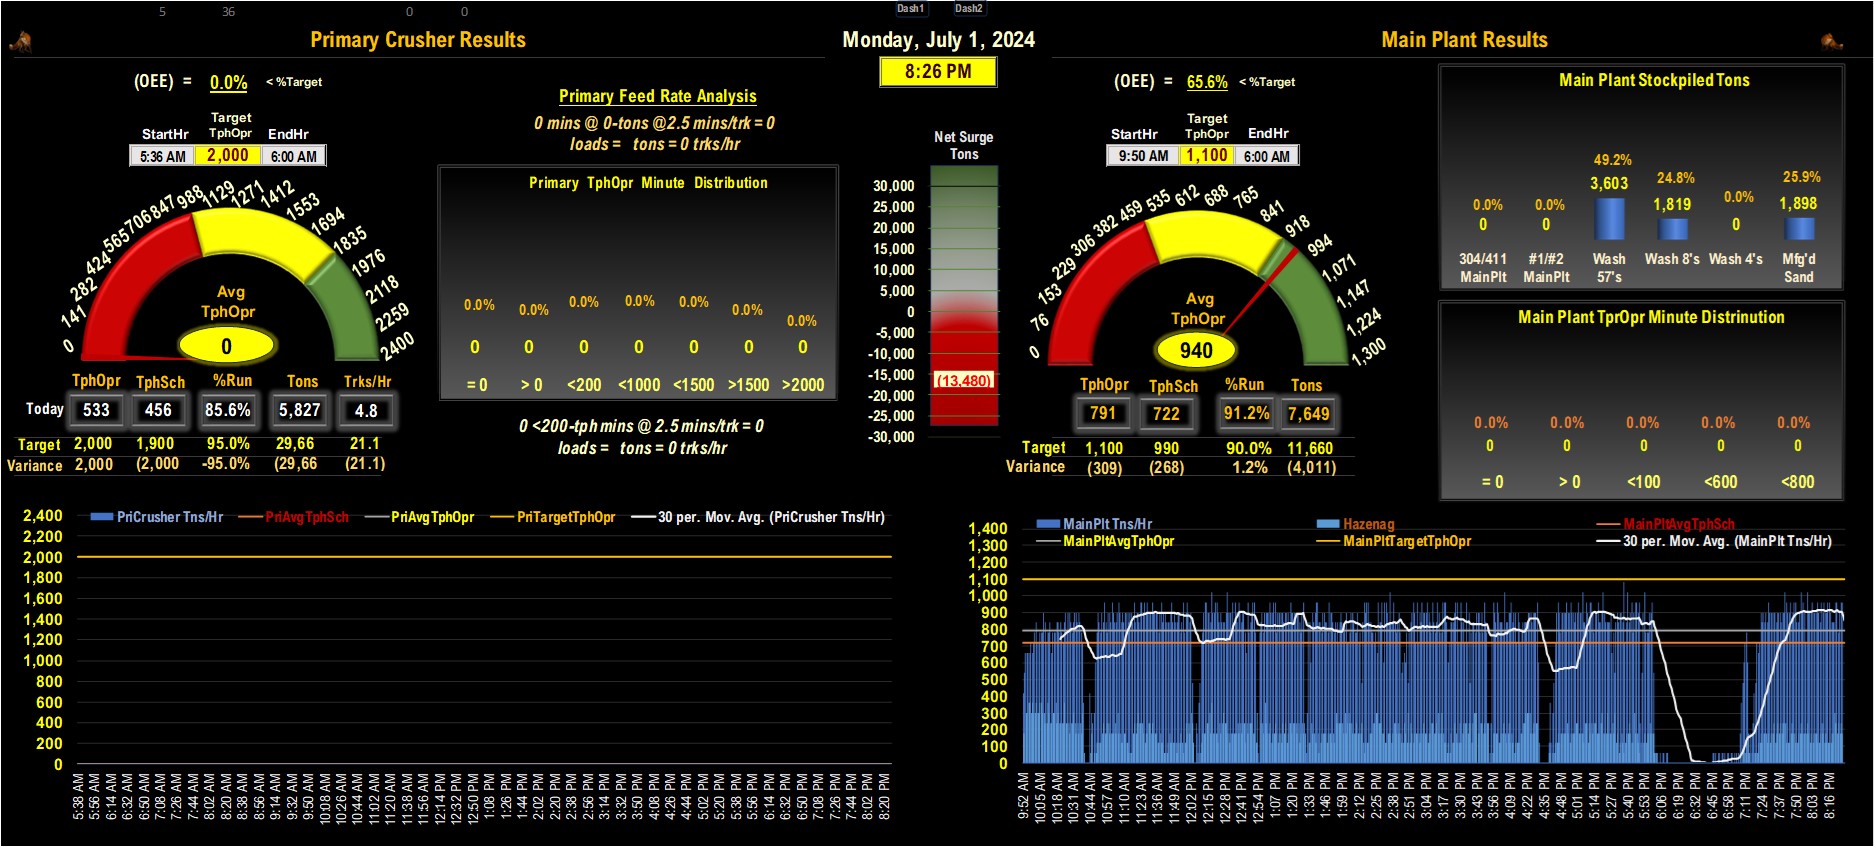 5 36 0 0 Dash1 Dash2
Primary Crusher Results
Monday, July 1, 2024
Main Plant Results
8:26 PM
(OEE) = 0.0% < %Target
Target
StartHr TphOpr EndHr
5:36 AM 2,000 6:00 AM
0 141 282 424 565 706 847 988 1129 1271 1412 1553 1694 1835 1976 2118 2259 2400
Avg
TphOpr
0
TphOpr TphSch %Run Tons Trks/Hr
Today 533 456 85.6% 5,827 4.8
Target 2,000 1,900 95.0% 29,66 21.1
Variance 2,000 (2,000 -95.0% (29,66 (21.1)
Primary Feed Rate Analysis
0 mins @ 0-tons @2.5 mins/trk = 0
loads = tons = 0 trks/hr
Primary TphOpr Minute Distribution
0.0% 0.0% 0.0% 0.0% 0.0% 0.0% 0.0%
0 0 0 0 0 0 0
= 0 > 0 <200 <1000 <1500 >1500 >2000
0 <200-tph mins @ 2.5 mins/trk = 0
loads = tons = 0 trks/hr
Net Surge
Tons
30,000
25,000
20,000
15,000
10,000
5,000
0
-5,000
-10,000
-15,000
(13,480)
-20,000
-25,000
-30,000
(OEE) = 65.6% < %Target
Target
StartHr TphOpr EndHr
9:50 AM 1,100 6:00 AM
0 76 153 229 306 382 459 535 612 688 765 841 918 994 1,071 1,147 1,224 1,300
Avg
TphOpr
940
TphOpr TphSch %Run Tons
791 722 91.2% 7,649
Target 1,100 990 90.0% 11,660
Variance (309) (268) 1.2% (4,011)
Main Plant Stockpiled Tons
0.0% 0.0% 49.2% 24.8% 0.0% 25.9%
0 0 3,603 1,819 0 1,898
304/411 #1/#2 Wash Wash 8's Wash 4's Mfg'd
MainPlt MainPlt 57's Sand
Main Plant TprOpr Minute Distrinution
0.0% 0.0% 0.0% 0.0% 0.0%
0 0 0 0 0
= 0 > 0 <100 <600 <800
PriCrusher Tns/Hr PriAvgTphSch PriAvgTphOpr PriTargetTphOpr 30 per. Mov. Avg. (PriCrusher Tns/Hr)
2,400
2,200
2,000
1,800
1,600
1,400
1,200
1,000
800
600
400
200
0
5:38 AM 5:56 AM 6:14 AM 6:32 AM 6:50 AM 7:08 AM 7:26 AM 7:44 AM 8:02 AM 8:20 AM 8:38 AM 8:56 AM 9:14 AM 9:32 AM 9:50 AM 10:08 AM 10:26 AM 10:44 AM 11:02 AM 11:20 AM 11:38 AM 11:56 AM 12:14 PM 12:32 PM 12:50 PM 1:08 PM 1:26 PM 1:44 PM 2:02 PM 2:20 PM 2:38 PM 2:56 PM 3:14 PM 3:32 PM 3:50 PM 4:08 PM 4:26 PM 4:44 PM 5:02 PM 5:20 PM 5:38 PM 5:56 PM 6:14 PM 6:32 PM 6:50 PM 7:08 PM 7:26 PM 7:44 PM 8:02 PM 8:20 PM
MainPlt Tns/Hr Hazenag MainPltAvgTphSch
MainPltAvgTphOpr MainPltTargetTphOpr 30 per. Mov. Avg. (MainPlt Tns/Hr)
1,400
1,300
1,200
1,100
1,000
900
800
700
600
500
400
300
200
100
0
9:52 AM 10:05 AM 10:18 AM 10:31 AM 10:44 AM 10:57 AM 11:10 AM 11:23 AM 11:36 AM 11:49 AM 12:02 PM 12:15 PM 12:28 PM 12:41 PM 12:54 PM 1:07 PM 1:20 PM 1:33 PM 1:46 PM 1:59 PM 2:12 PM 2:25 PM 2:38 PM 2:51 PM 3:04 PM 3:17 PM 3:30 PM 3:43 PM 3:56 PM 4:09 PM 4:22 PM 4:35 PM 4:48 PM 5:01 PM 5:14 PM 5:27 PM 5:40 PM 5:53 PM 6:06 PM 6:19 PM 6:32 PM 6:45 PM 6:58 PM 7:11 PM 7:24 PM 7:37 PM 7:50 PM 8:03 PM 8:16 PM